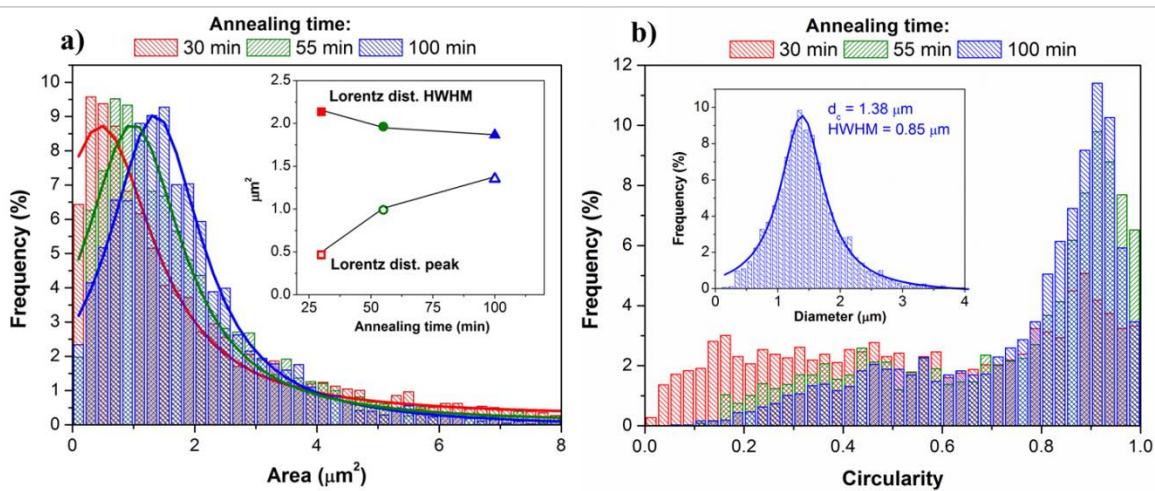 Annealing time:
30 min 55 min 100 min
a)
Frequency (%)
10
9
8
7
6
5
4
3
2
1
0
0 2 4 6 8
Area (μm²)
2.5
2.0
1.5
1.0
0.5
0.0
μm²
Lorentz dist. HWHM
Lorentz dist. peak
25 50 75 100
Annealing time (min)
b)
Annealing time:
30 min 55 min 100 min
Frequency (%)
12
10
8
6
4
2
0
0.0 0.2 0.4 0.6 0.8 1.0
Circularity
Frequency (%)
10
8
6
4
2
0
d_c = 1.38 μm
HWHM = 0.85 μm
0 1 2 3 4
Diameter (μm)